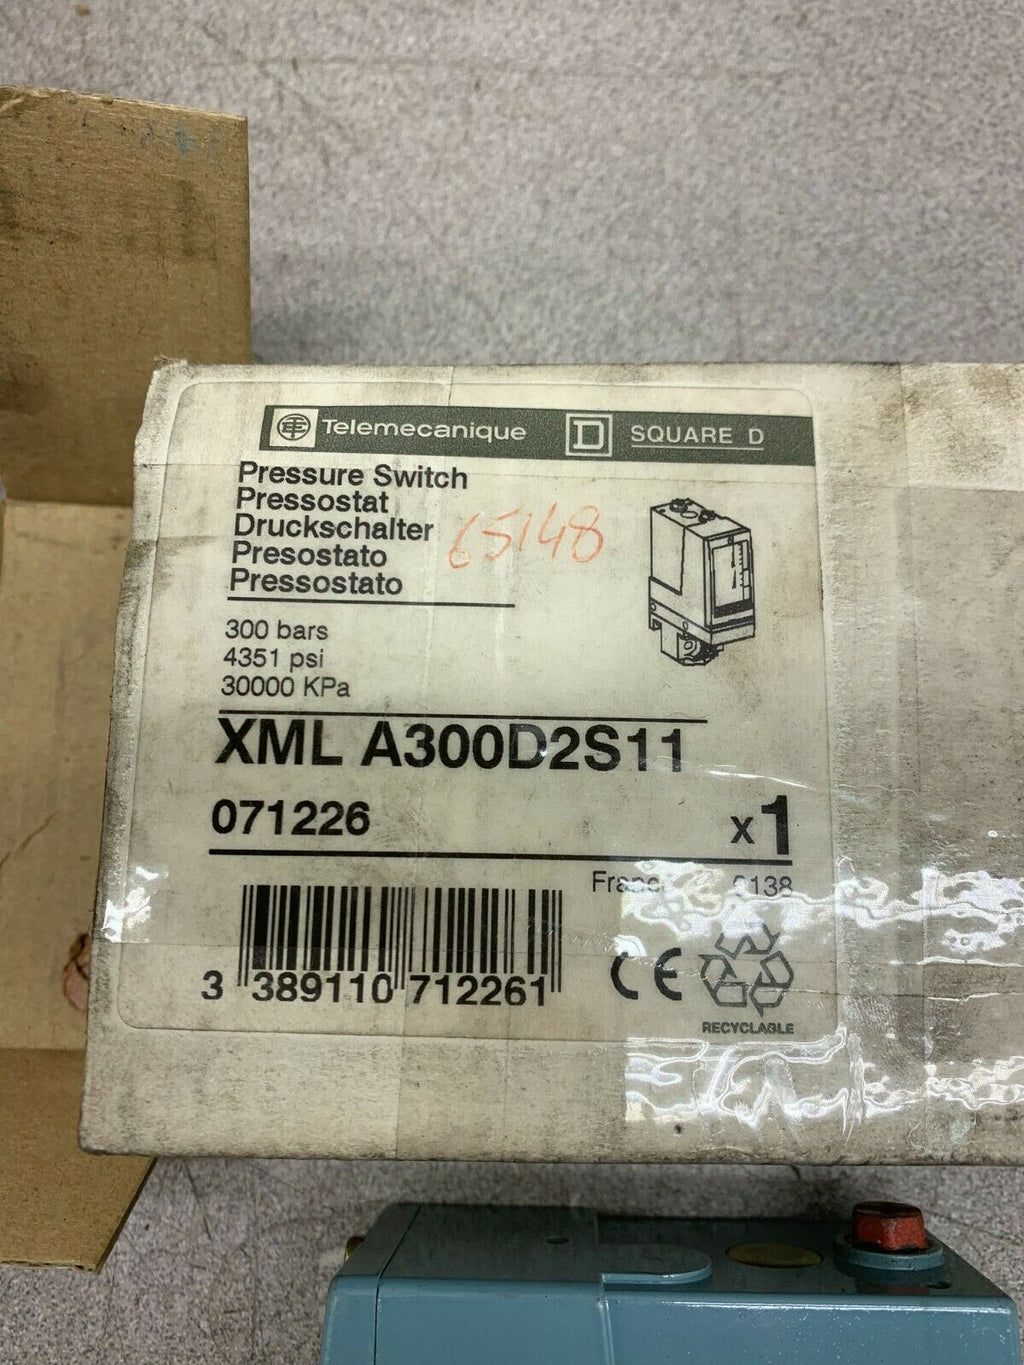 Telemecanique D SQUARE D
Pressure Switch
Pressostat
Druckschalter
Presostato
Pressostato
65148
300 bars
4351 psi
30000 KPa
XML A300D2S11
071226
x1
3 389110 712261
CE
RECYCLABLE